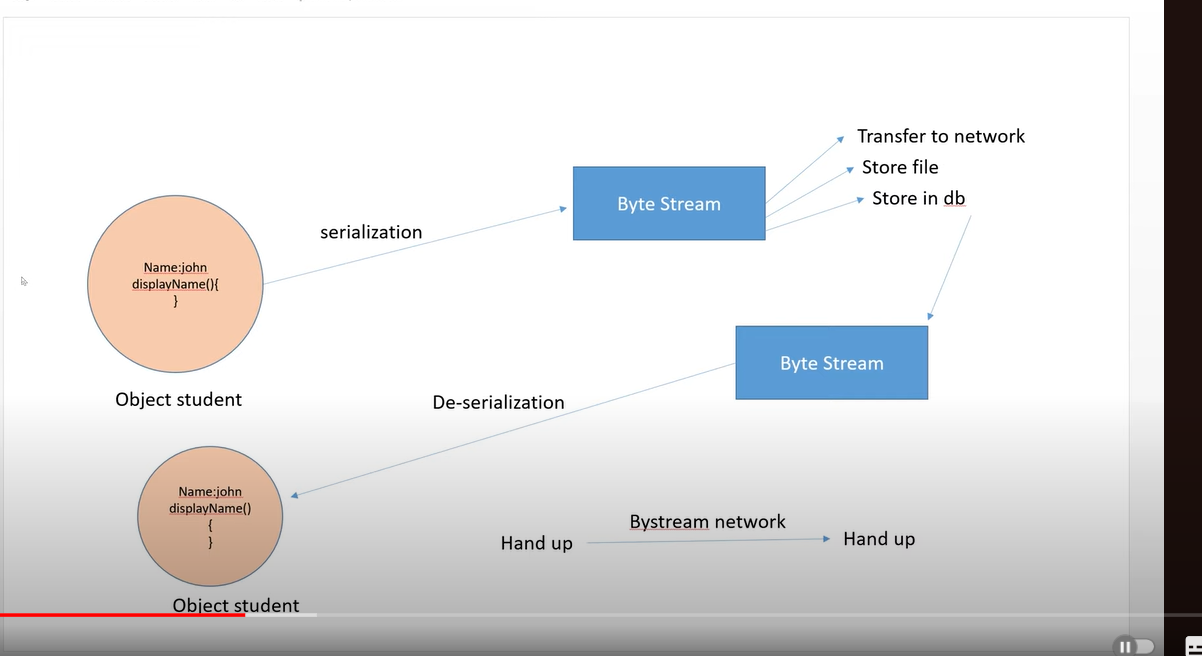 Transfer to network
Store file
Store in db
Byte Stream
serialization
Name:john
displayName(){
}
Object student
Byte Stream
De-serialization
Name:john
displayName()
{
}
Object student
Bystream network
Hand up
Hand up